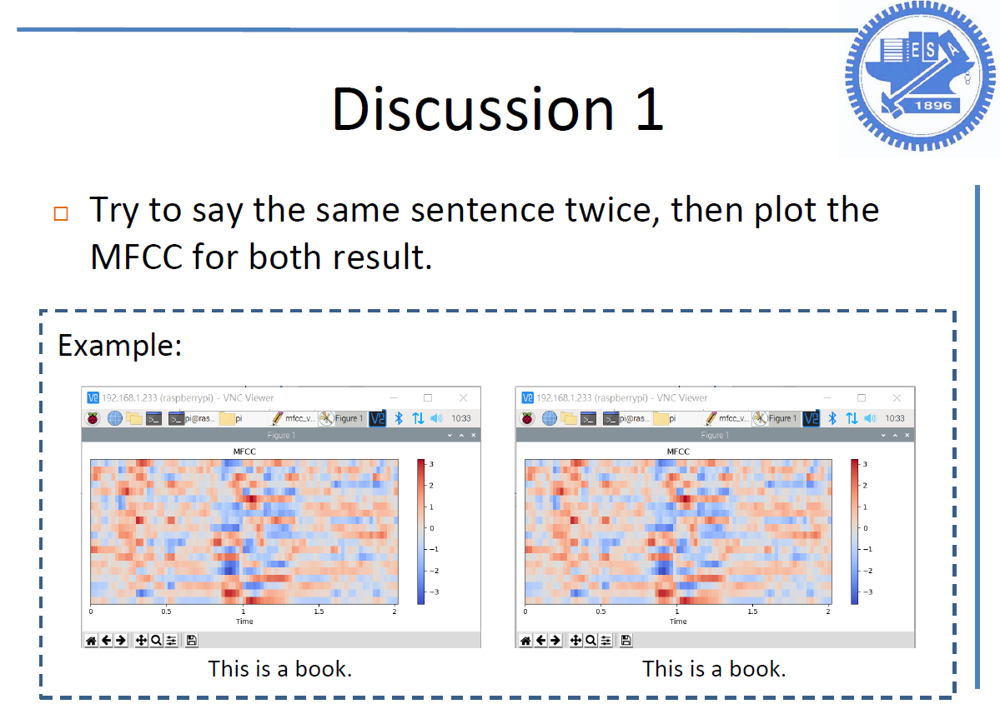 E S A
1896
Discussion 1
Try to say the same sentence twice, then plot the
MFCC for both result.
Example:
192.168.1.233 (raspberrypi) - VNC Viewer
pi@ras... pi mfcc_v... Figure 1 10:33
Figure 1
MFCC
3
2
1
0
−1
−2
−3
0 0.5 1 1.5 2
Time
This is a book.
192.168.1.233 (raspberrypi) - VNC Viewer
pi@ras... pi mfcc_v... Figure 1 10:33
Figure 1
MFCC
3
2
1
0
−1
−2
−3
0 0.5 1 1.5 2
Time
This is a book.